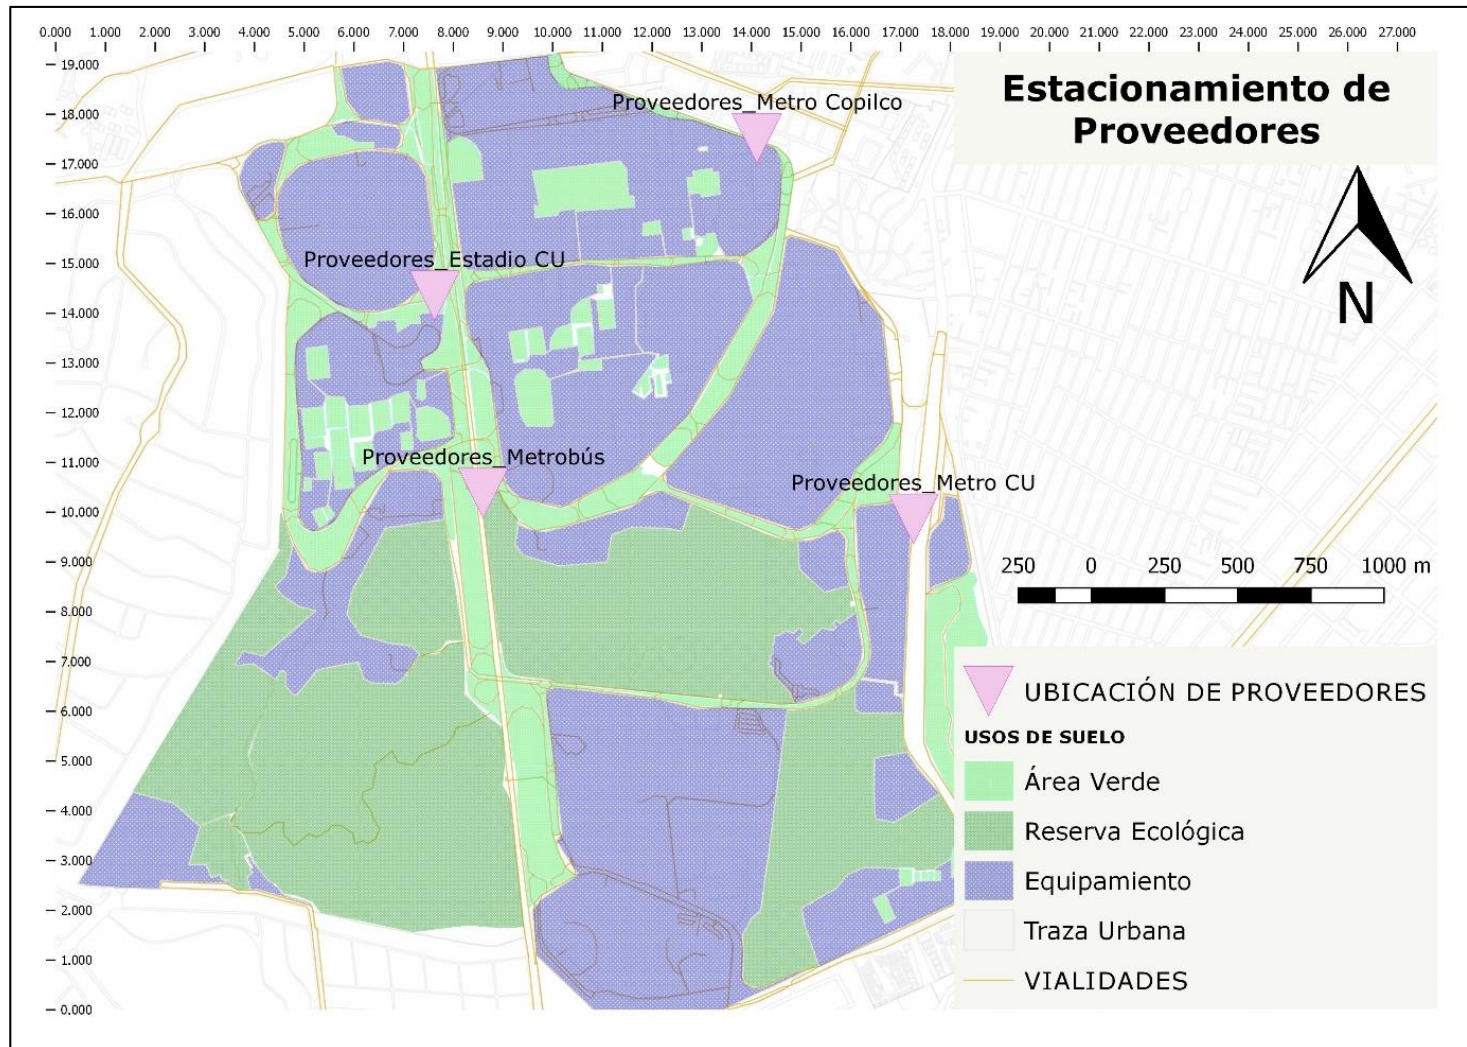 0.000 1.000 2.000 3.000 4.000 5.000 6.000 7.000 8.000 9.000 10.000 11.000 12.000 13.000 14.000 15.000 16.000 17.000 18.000 19.000 20.000 21.000 22.000 23.000 24.000 25.000 26.000 27.000
19.000
18.000
17.000
16.000
15.000
14.000
13.000
12.000
11.000
10.000
9.000
8.000
7.000
6.000
5.000
4.000
3.000
2.000
1.000
0.000
Estacionamiento de
Proveedores
Proveedores_Metro Copilco
Proveedores_Estadio CU
Proveedores_Metrobús
Proveedores_Metro CU
N
250 0 250 500 750 1000 m
UBICACIÓN DE PROVEEDORES
USOS DE SUELO
Área Verde
Reserva Ecológica
Equipamiento
Traza Urbana
VIALIDADES